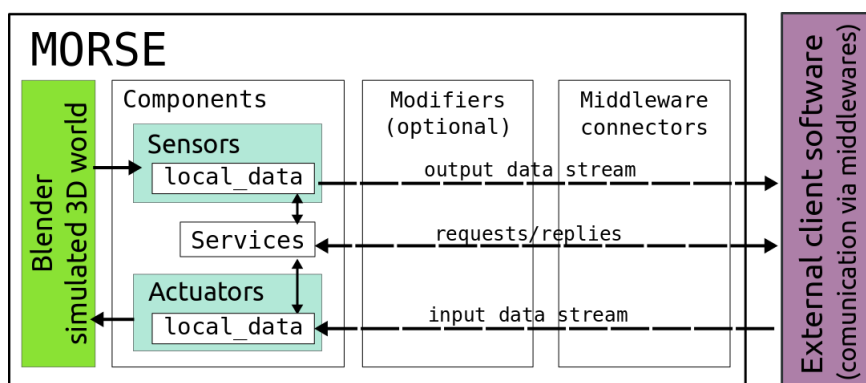 MORSE
Blender
simulated 3D world
Components
Sensors
local_data
Services
Actuators
local_data
Modifiers
(optional)
Middleware
connectors
output data stream
requests/replies
input data stream
External client software
(comunication via middlewares)